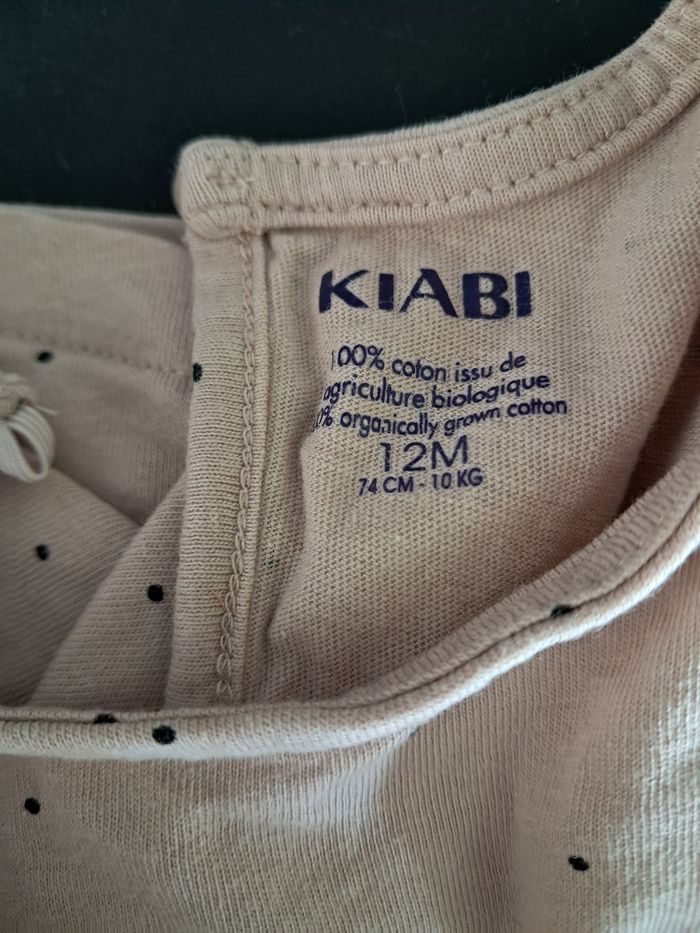 KIABI
100% coton issu de
agriculture biologique
0% organically grown cotton
12M
74 CM - 10 KG